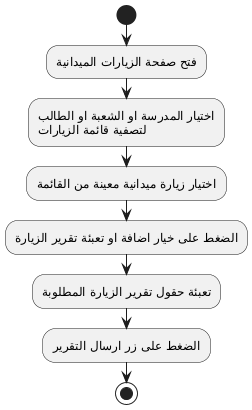 فتح صفحة الزيارات الميدانية
اختيار المدرسة او الشعبة او الطالب
لتصفية قائمة الزيارات
اختيار زيارة ميدانية معينة من القائمة
الضغط على خيار اضافة او تعبئة تقرير الزيارة
تعبئة حقول تقرير الزيارة المطلوبة
الضغط على زر ارسال التقرير